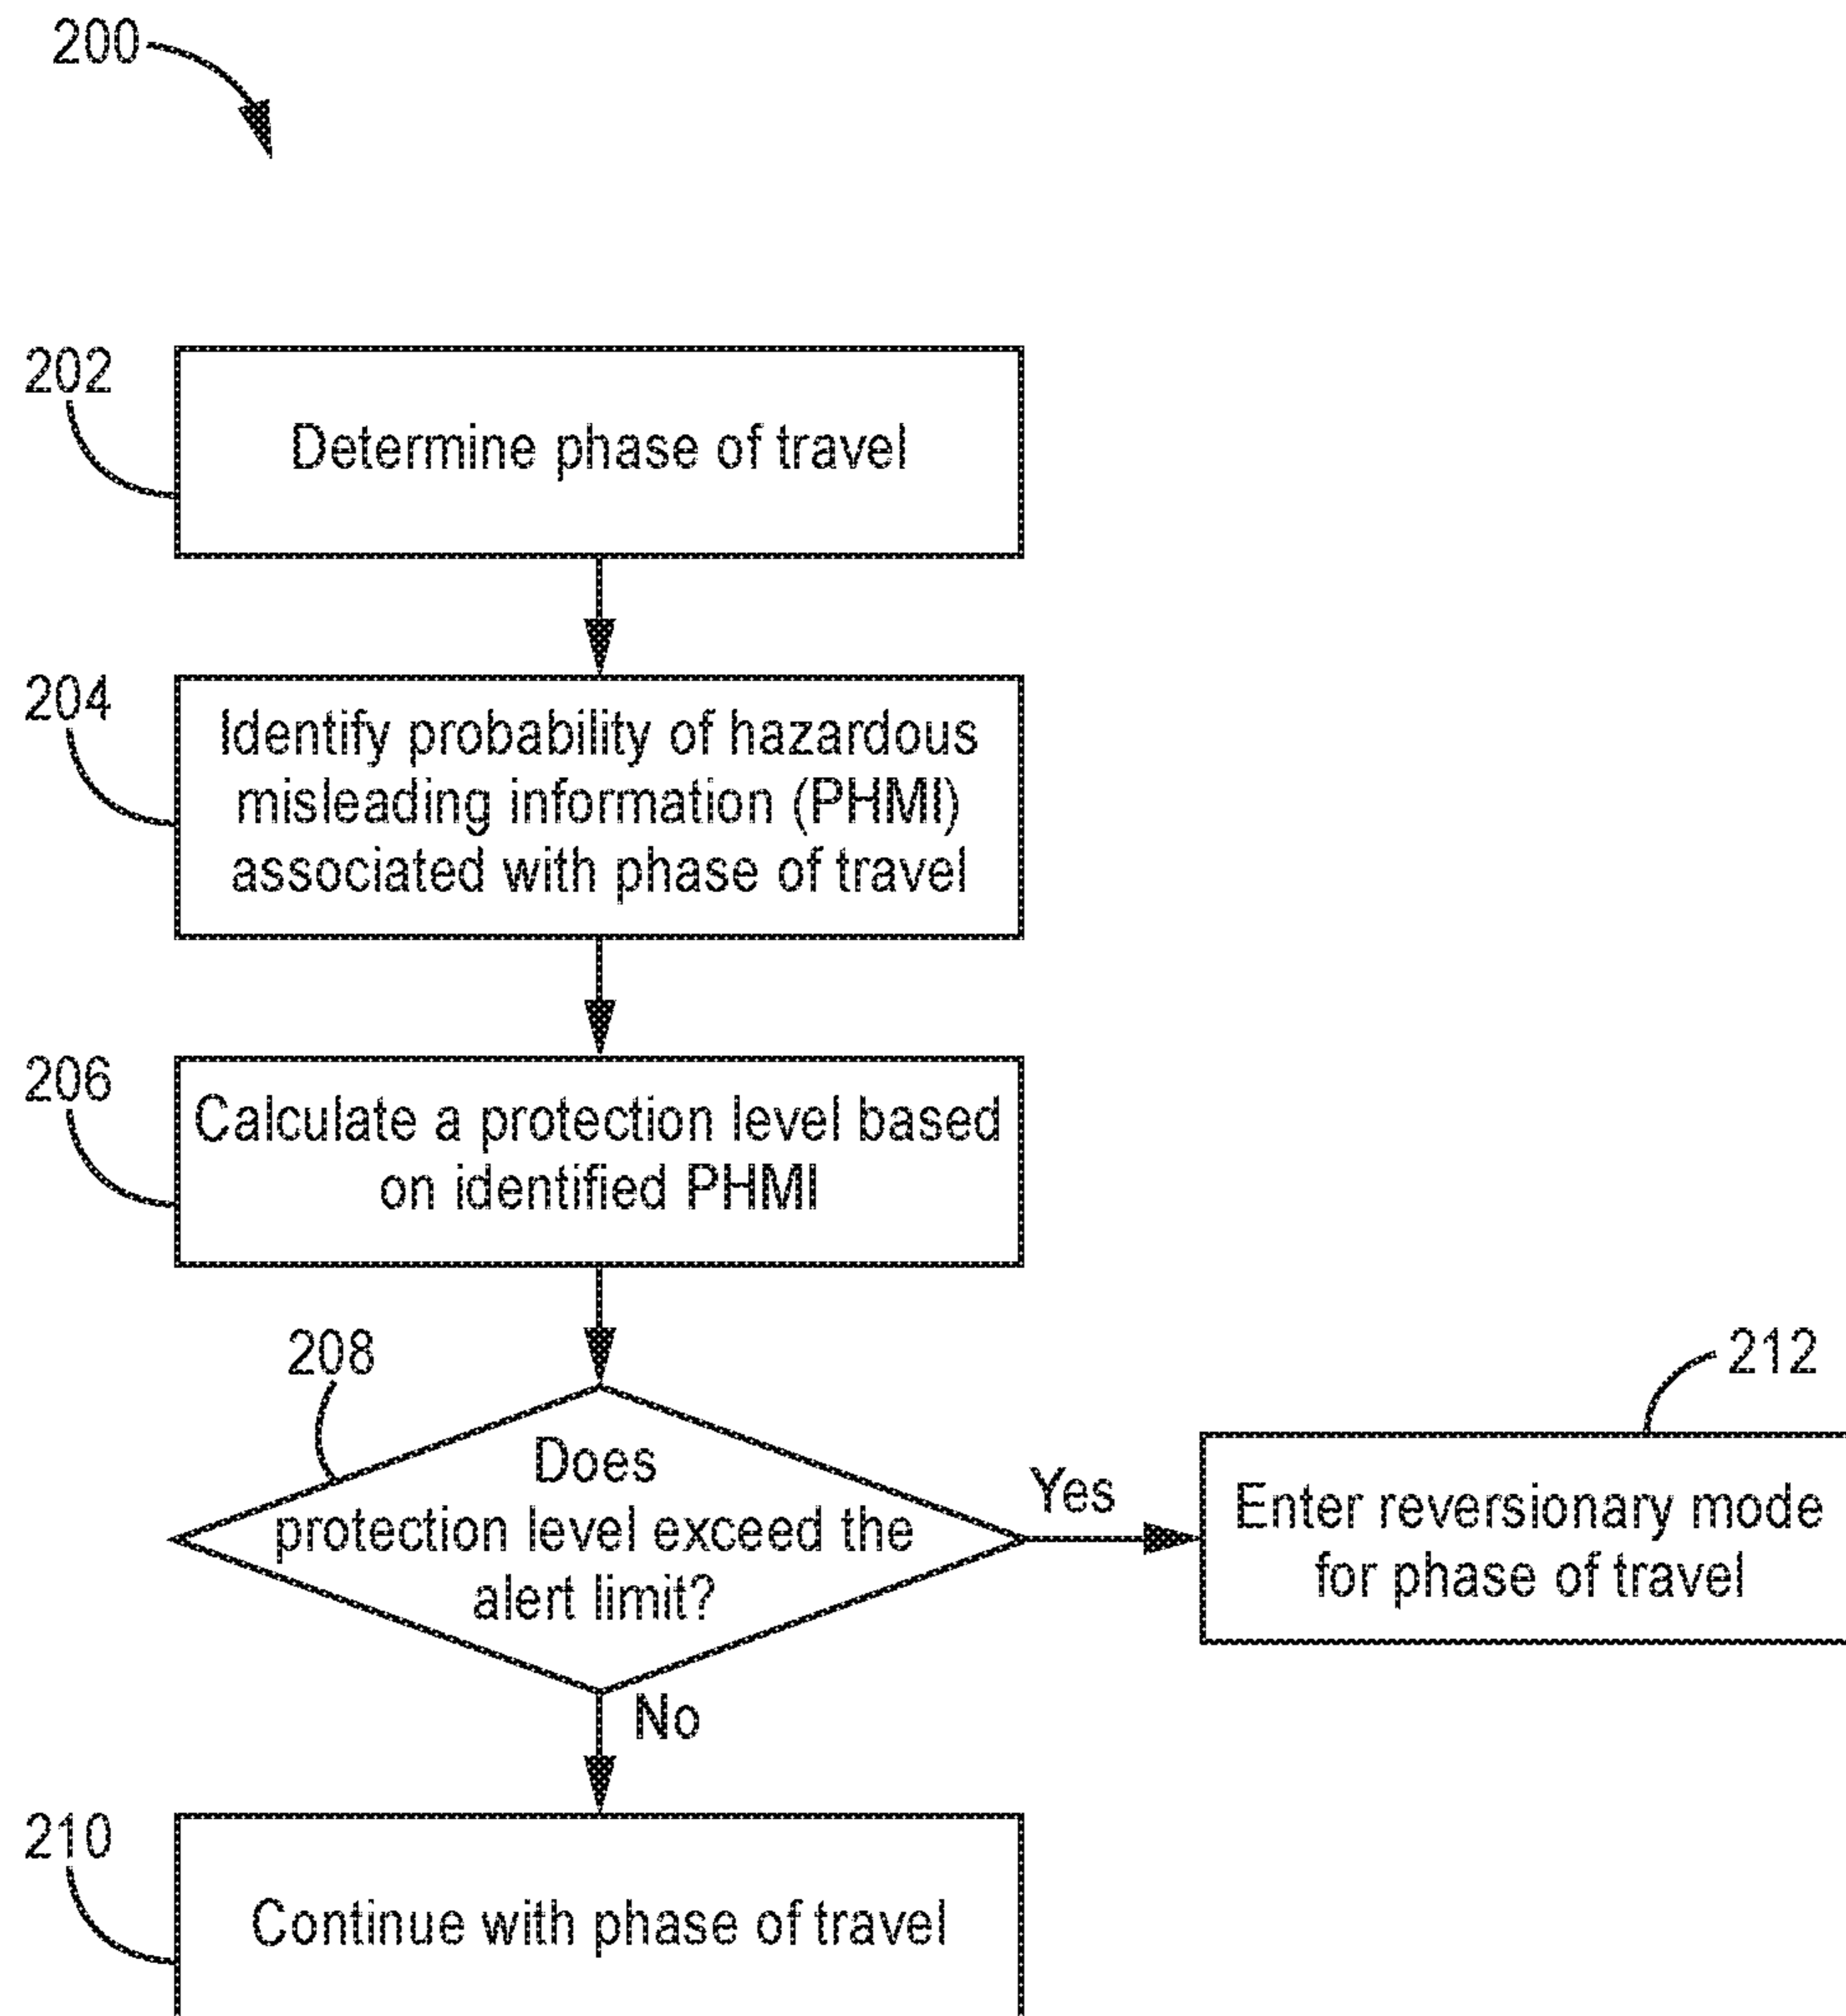 200
202
Determine phase of travel
204
Identify probability of hazardous
misleading information (PHMI)
associated with phase of travel
206
Calculate a protection level based
on identified PHMI
208
Does
protection level exceed the
alert limit?
Yes
212
Enter reversionary mode
for phase of travel
No
210
Continue with phase of travel